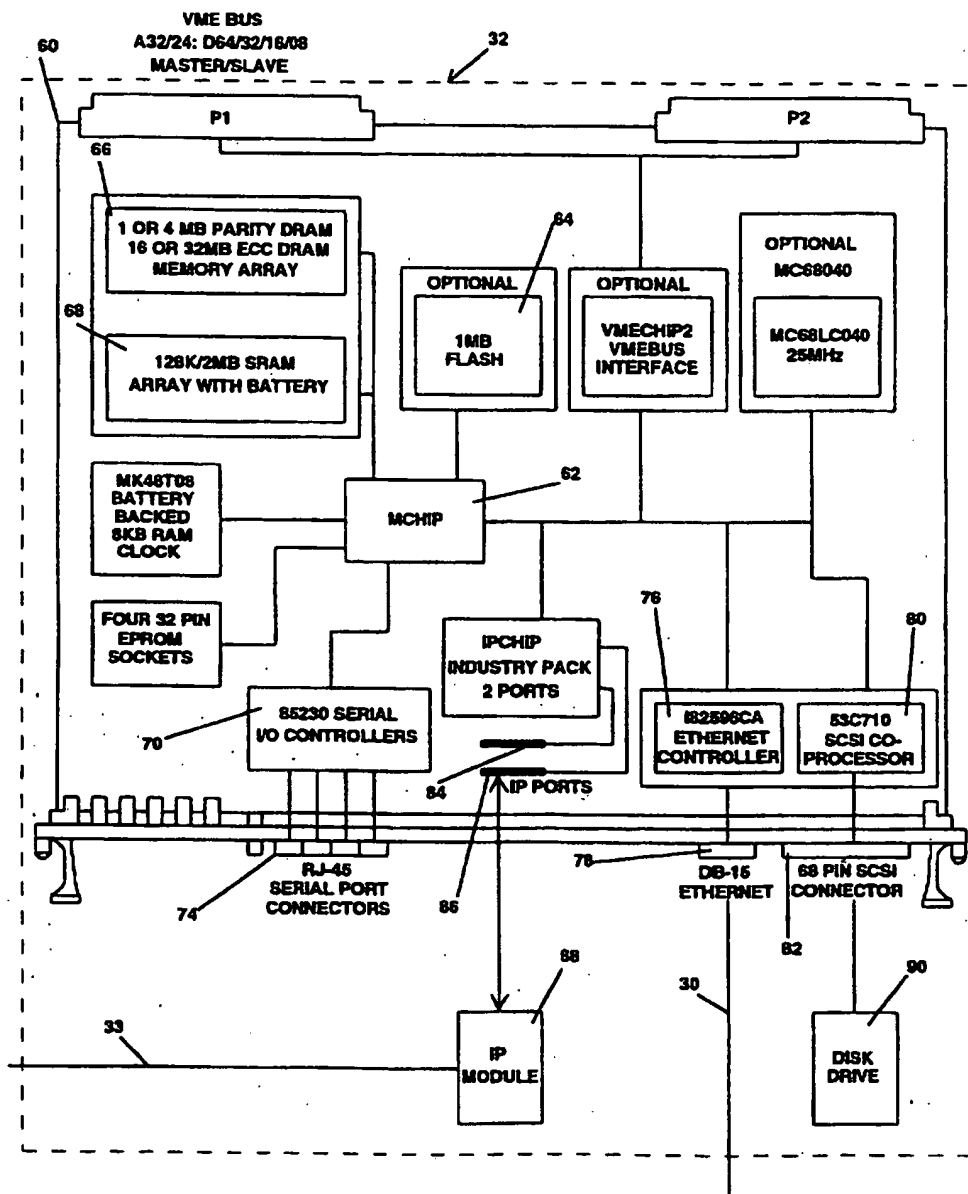 VME BUS
A32/24: D64/32/16/08
MASTER/SLAVE
60
32
P1
P2
66
1 OR 4 MB PARITY DRAM
16 OR 32MB ECC DRAM
MEMORY ARRAY
68
128K/2MB SRAM
ARRAY WITH BATTERY
64
OPTIONAL
1MB
FLASH
OPTIONAL
VMECHIP2
VMEBUS
INTERFACE
OPTIONAL
MC68040
MC68LC040
25MHz
MK48T08
BATTERY
BACKED
8KB RAM
CLOCK
62
MCHIP
FOUR 32 PIN
EPROM
SOCKETS
IPCHIP
INDUSTRY PACK
2 PORTS
76
80
70
85230 SERIAL
I/O CONTROLLERS
I82596CA
ETHERNET
CONTROLLER
53C710
SCSI CO-
PROCESSOR
84
IP PORTS
74
RJ-45
SERIAL PORT
CONNECTORS
86
78
DB-15
ETHERNET
68 PIN SCSI
CONNECTOR
82
88
30
90
33
IP
MODULE
DISK
DRIVE